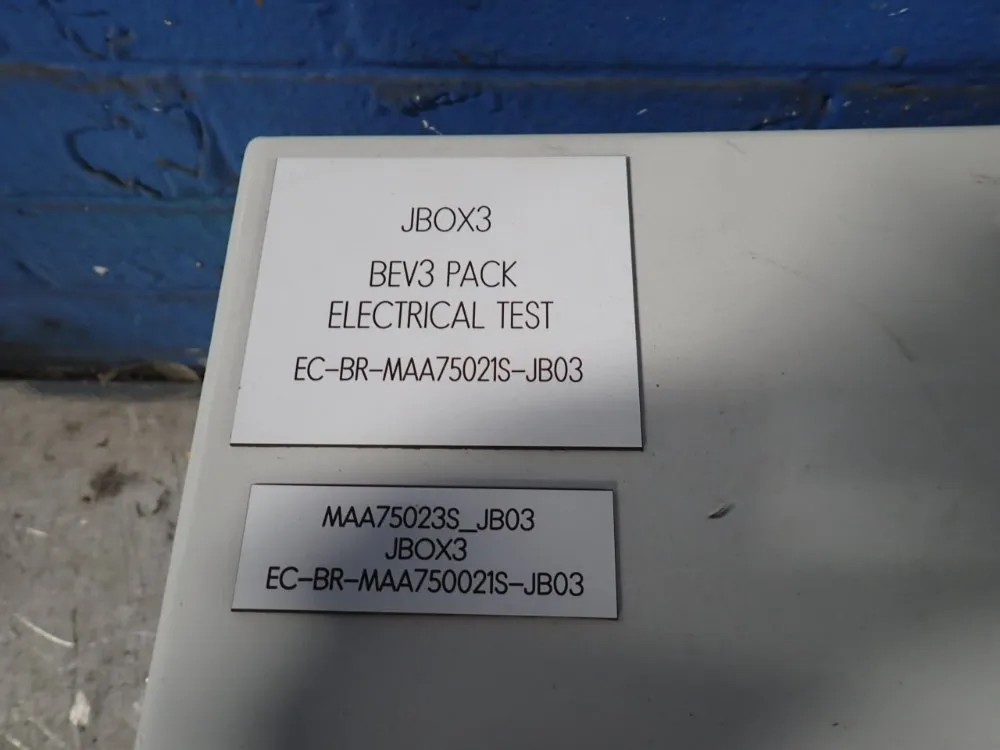 JBOX3
BEV3 PACK
ELECTRICAL TEST
EC-BR-MAA75021S-JB03
MAA75023S_JB03
JBOX3
EC-BR-MAA750021S-JB03